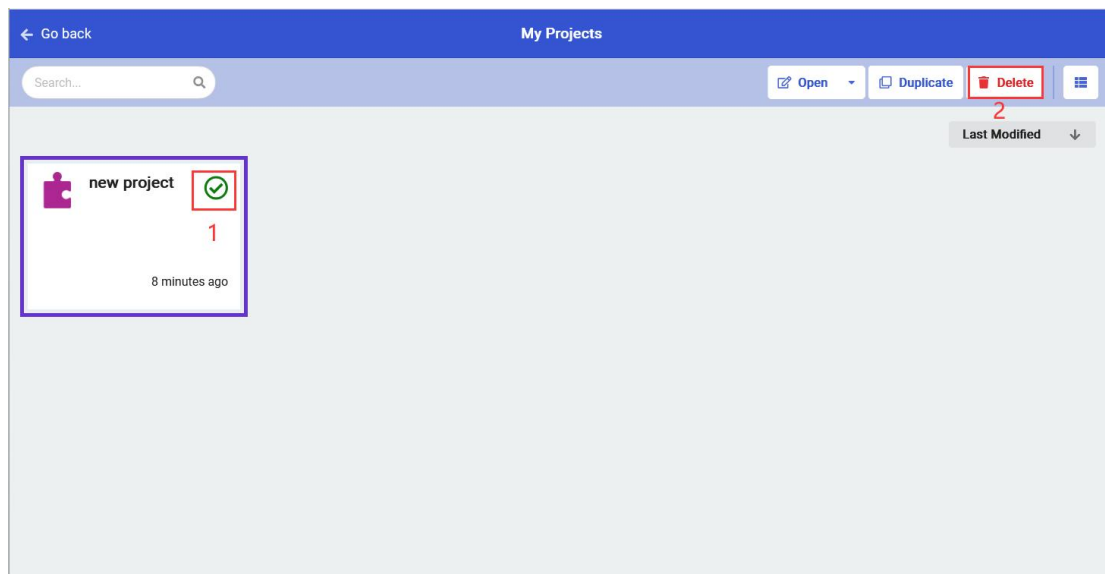 Go back
My Projects
Search...
Open
Duplicate
Delete
2
Last Modified
new project
1
8 minutes ago